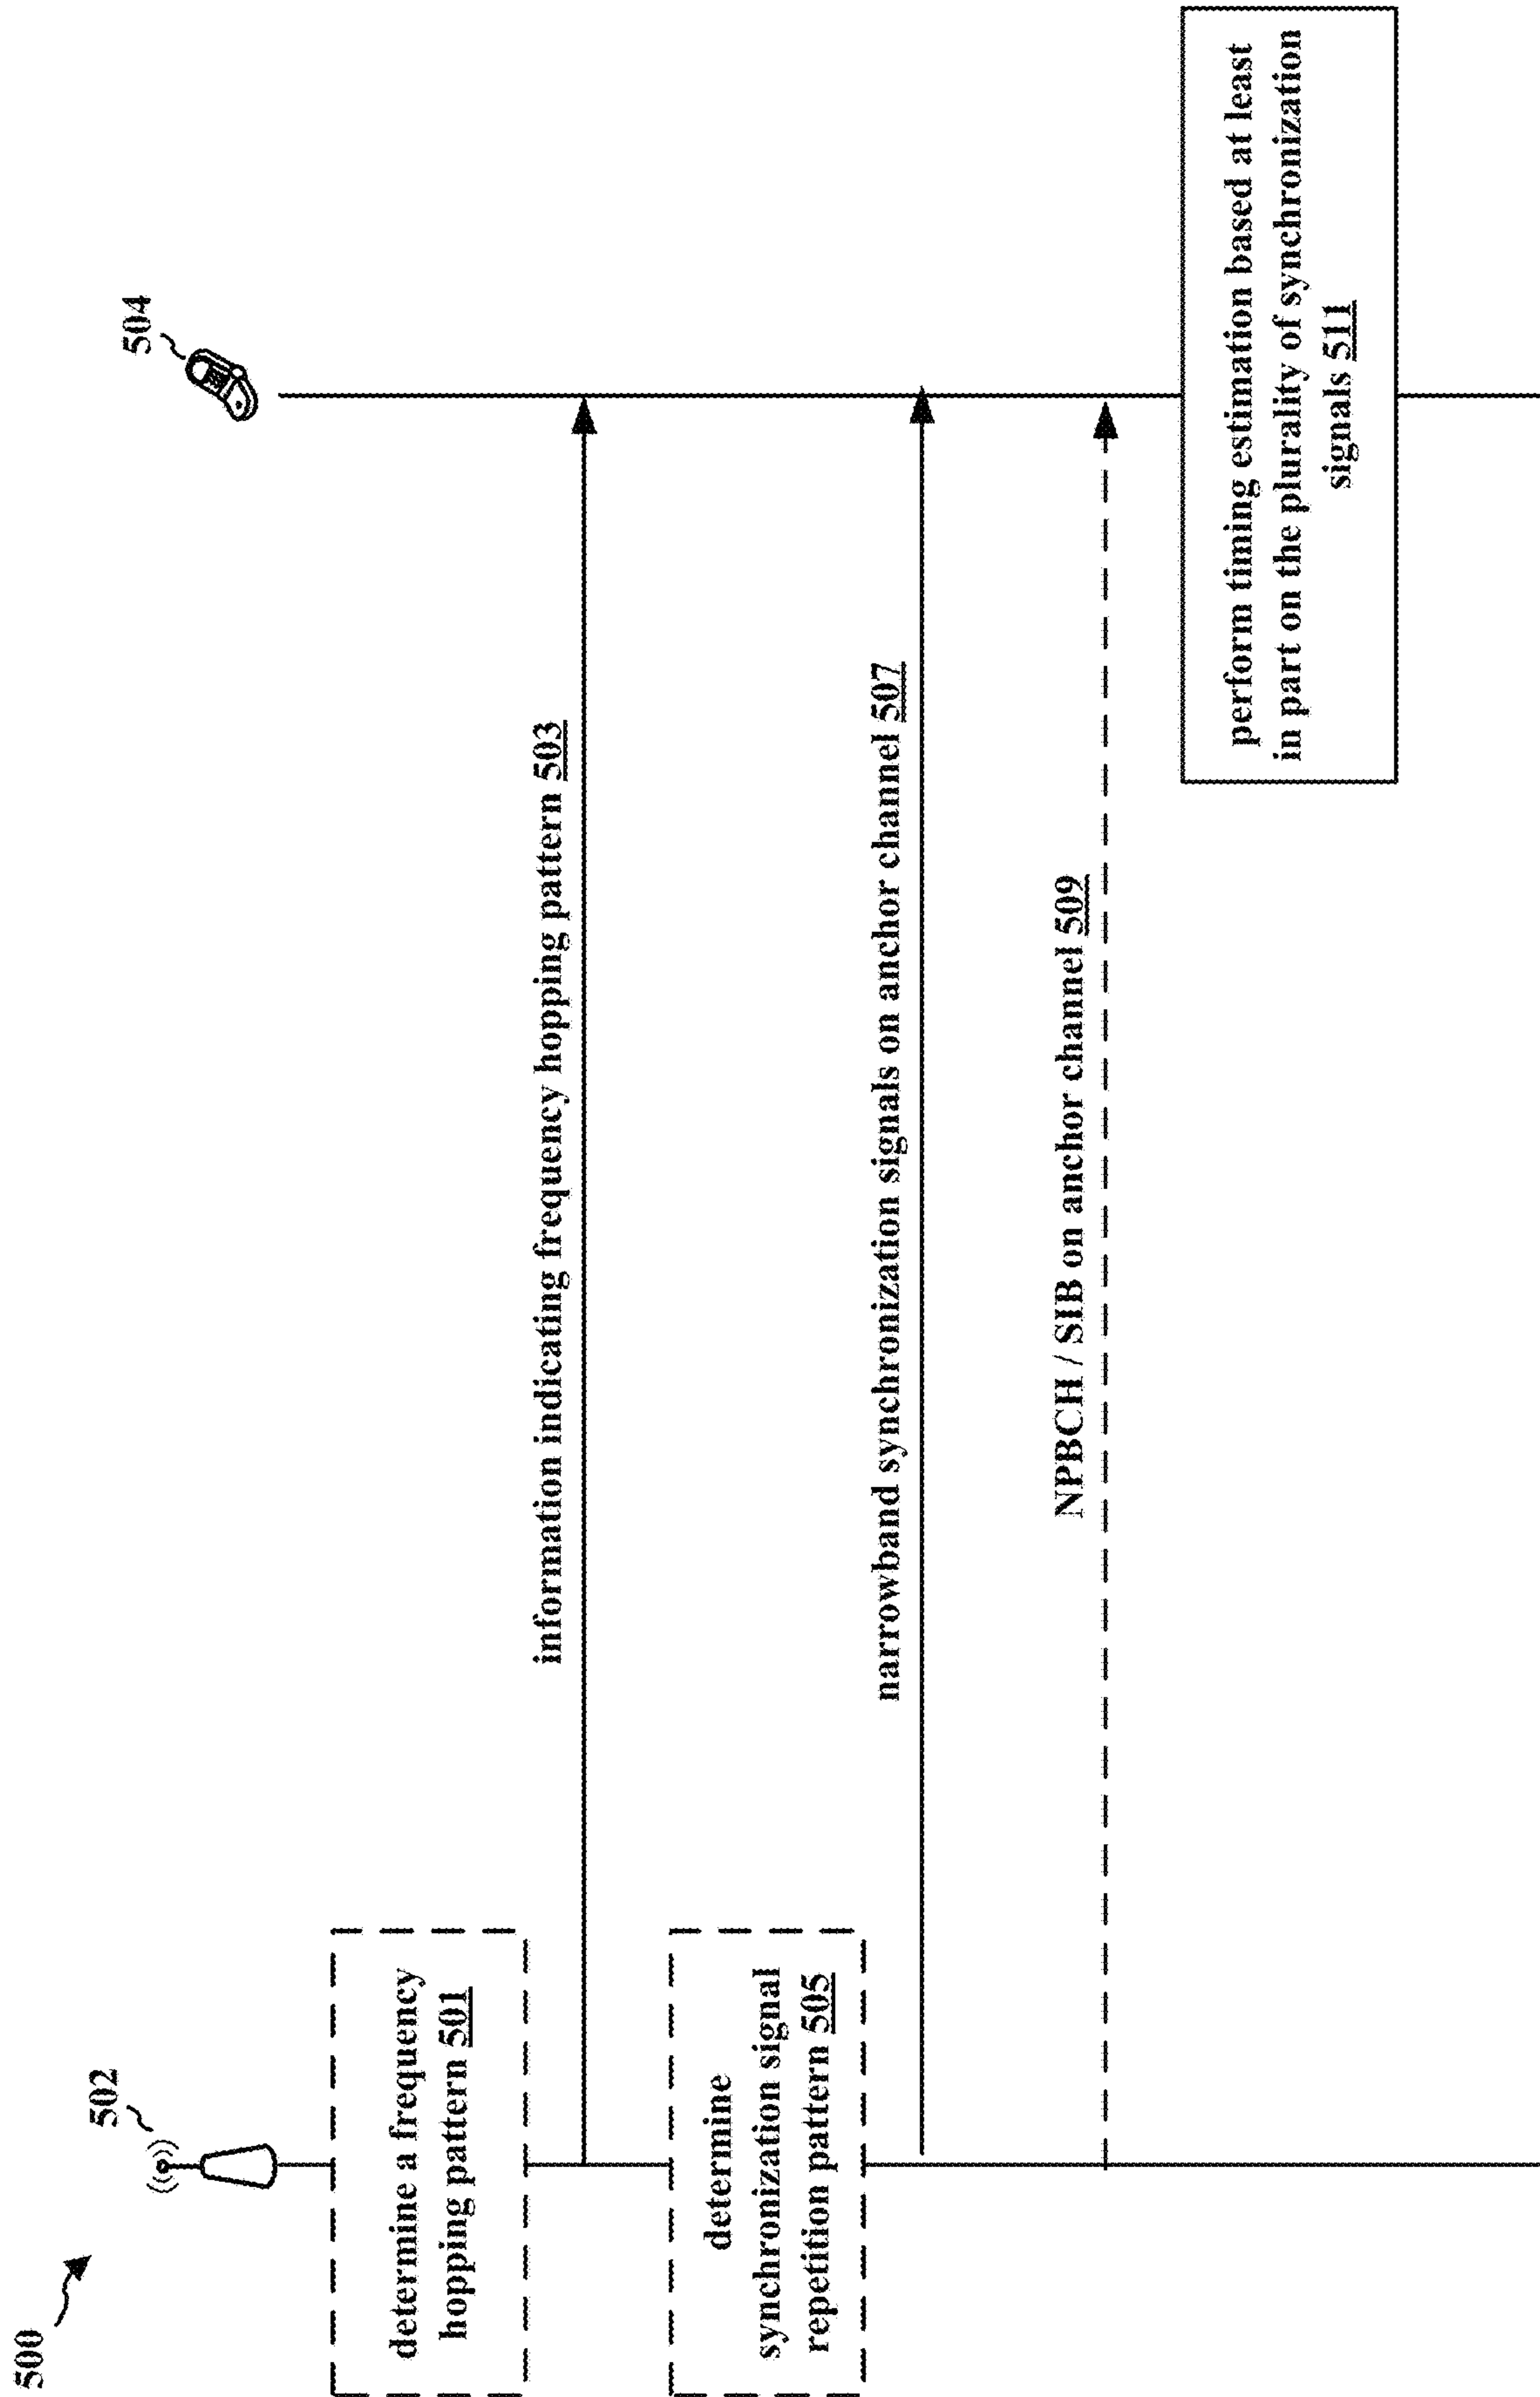 500
502
504
determine a frequency
hopping pattern 501
information indicating frequency hopping pattern 503
determine
synchronization signal
repetition pattern 505
narrowband synchronization signals on anchor channel 507
NPBCH / SIB on anchor channel 509
perform timing estimation based at least
in part on the plurality of synchronization
signals 511